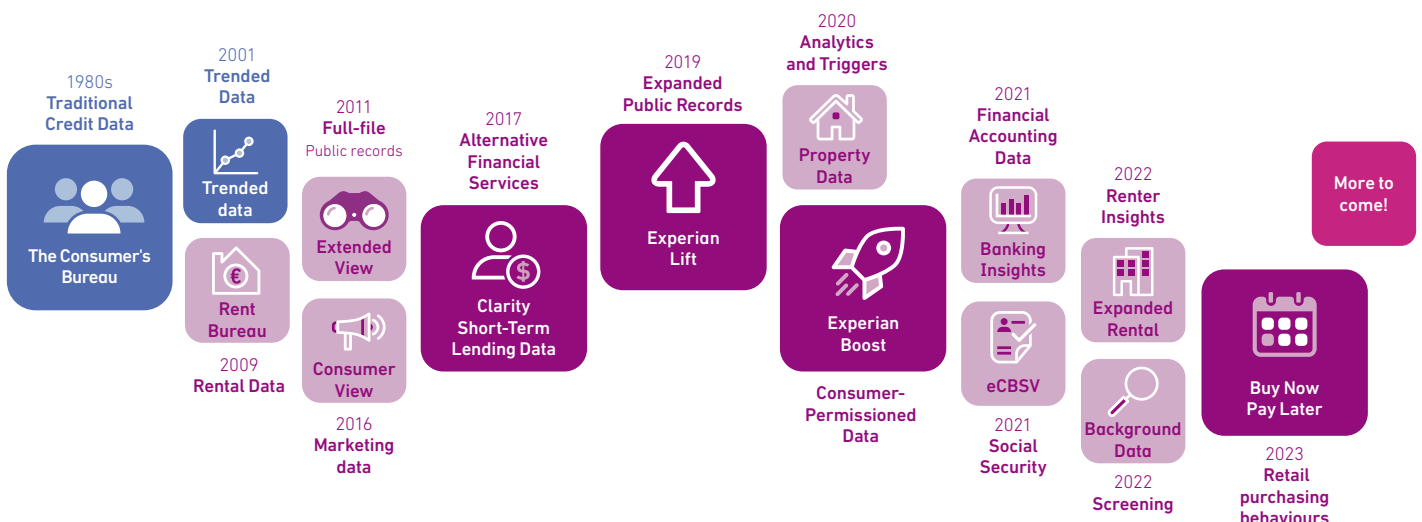 1980s
Traditional
Credit Data
The Consumer's
Bureau
2001
Trended
Data
Trended
data
€
Rent
Bureau
2009
Rental Data
2011
Full-file
Public records
Extended
View
Consumer
View
2016
Marketing
data
2017
Alternative
Financial
Services
$
Clarity
Short-Term
Lending Data
2019
Expanded
Public Records
Experian
Lift
2020
Analytics
and Triggers
Property
Data
Experian
Boost
Consumer-
Permissioned
Data
2021
Financial
Accounting
Data
Banking
Insights
eCBSV
2021
Social
Security
2022
Renter
Insights
Expanded
Rental
Background
Data
2022
Screening
Buy Now
Pay Later
2023
Retail
purchasing
behaviours
More to
come!